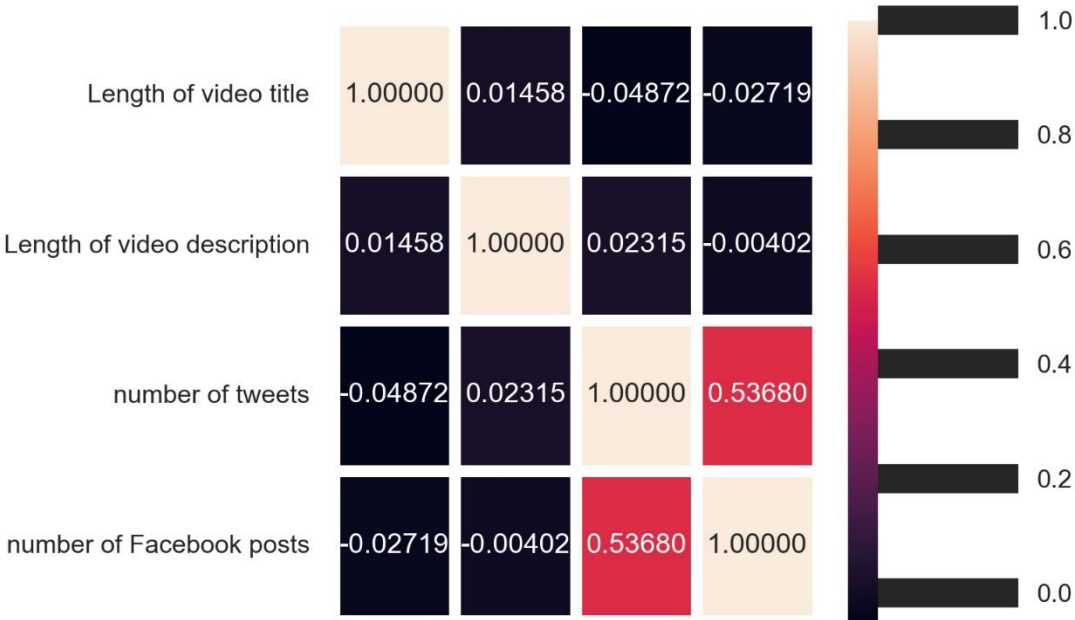 Length of video title 1.00000 0.01458 -0.04872 -0.02719
Length of video description 0.01458 1.00000 0.02315 -0.00402
number of tweets -0.04872 0.02315 1.00000 0.53680
number of Facebook posts -0.02719 -0.00402 0.53680 1.00000
1.0
0.8
0.6
0.4
0.2
0.0